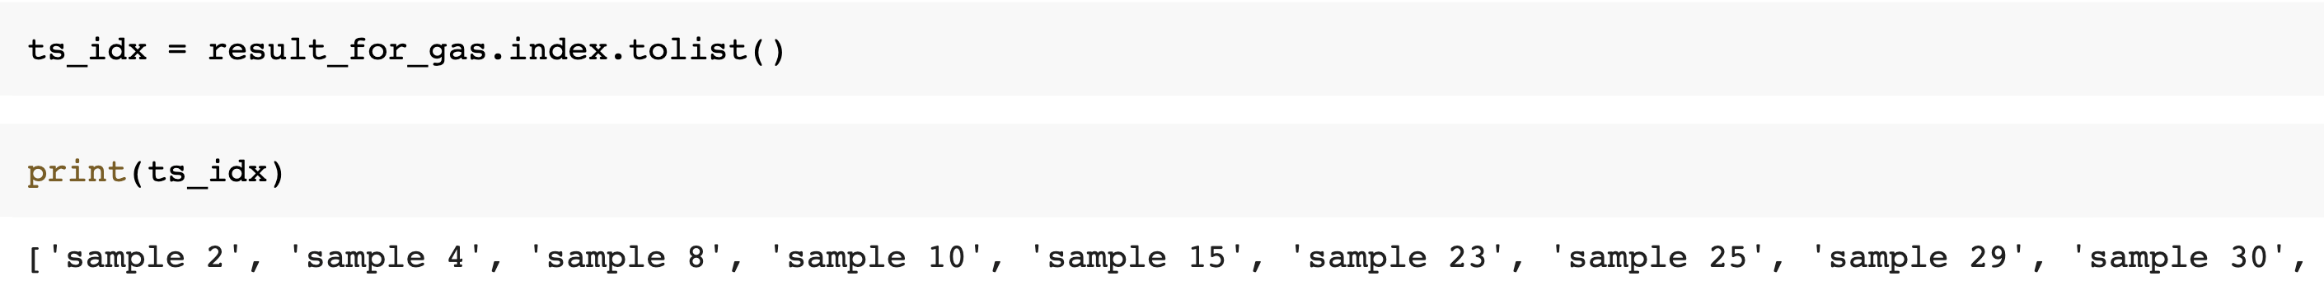 ts_idx = result_for_gas.index.tolist()
print(ts_idx)
['sample 2', 'sample 4', 'sample 8', 'sample 10', 'sample 15', 'sample 23', 'sample 25', 'sample 29', 'sample 30',